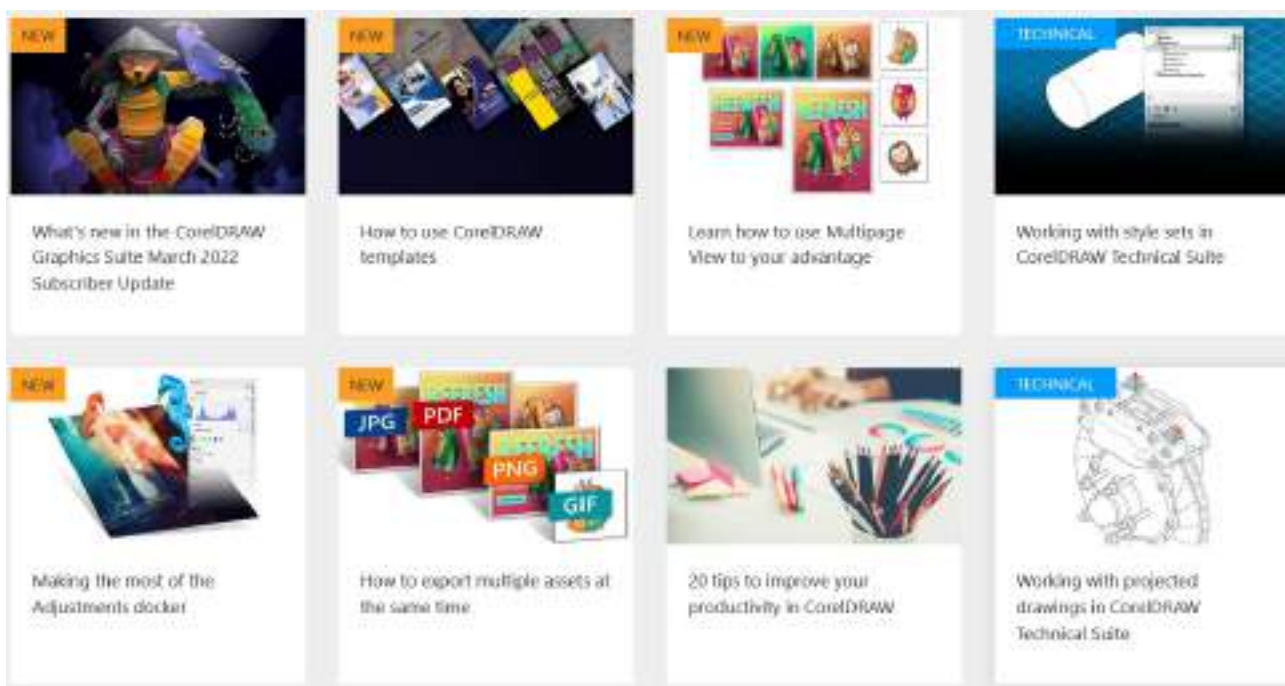 NEW
NEW
NEW
TECHNICAL
REFRESH
REFRESH
What's new in the CorelDRAW
Graphics Suite March 2022
Subscriber Update
How to use CorelDRAW
templates
Learn how to use Multipage
View to your advantage
Working with style sets in
CorelDRAW Technical Suite
NEW
NEW
TECHNICAL
JPG
PDF
PNG
GIF
REFRESH
REFRESH
Making the most of the
Adjustments docker
How to export multiple assets at
the same time
20 tips to improve your
productivity in CorelDRAW
Working with projected
drawings in CorelDRAW
Technical Suite